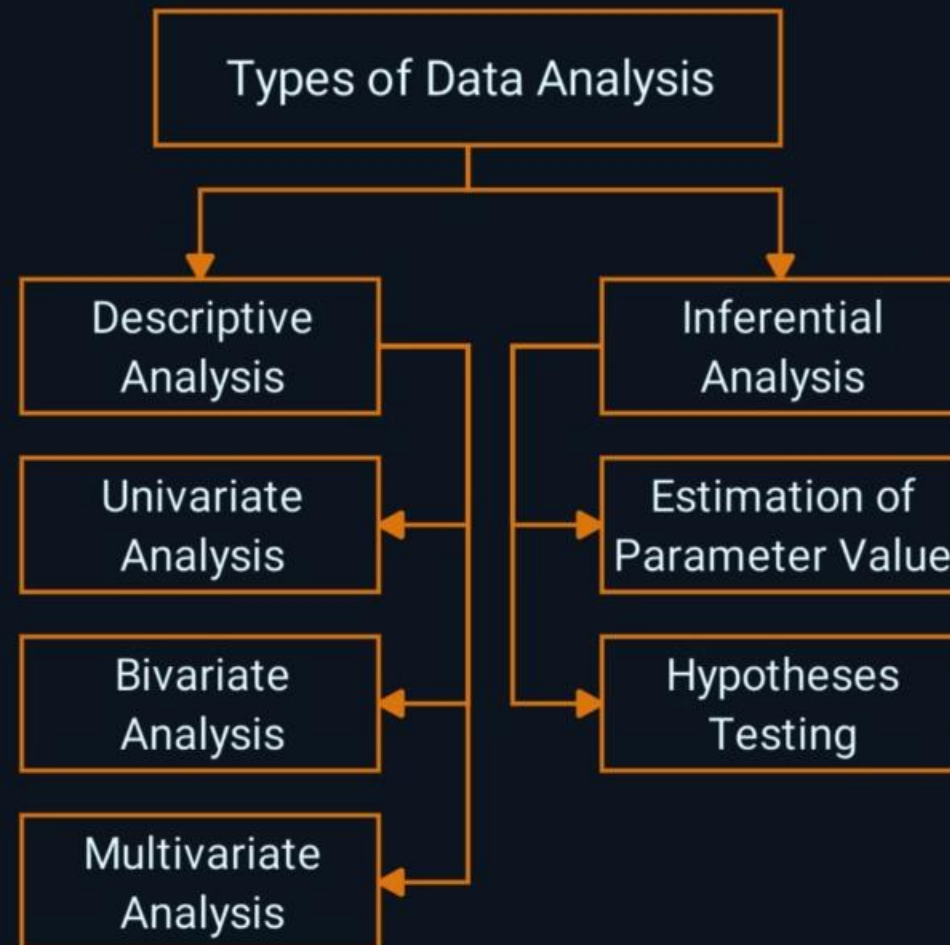 Types of Data Analysis
Descriptive
Analysis
Inferential
Analysis
Univariate
Analysis
Estimation of
Parameter Value
Bivariate
Analysis
Hypotheses
Testing
Multivariate
Analysis